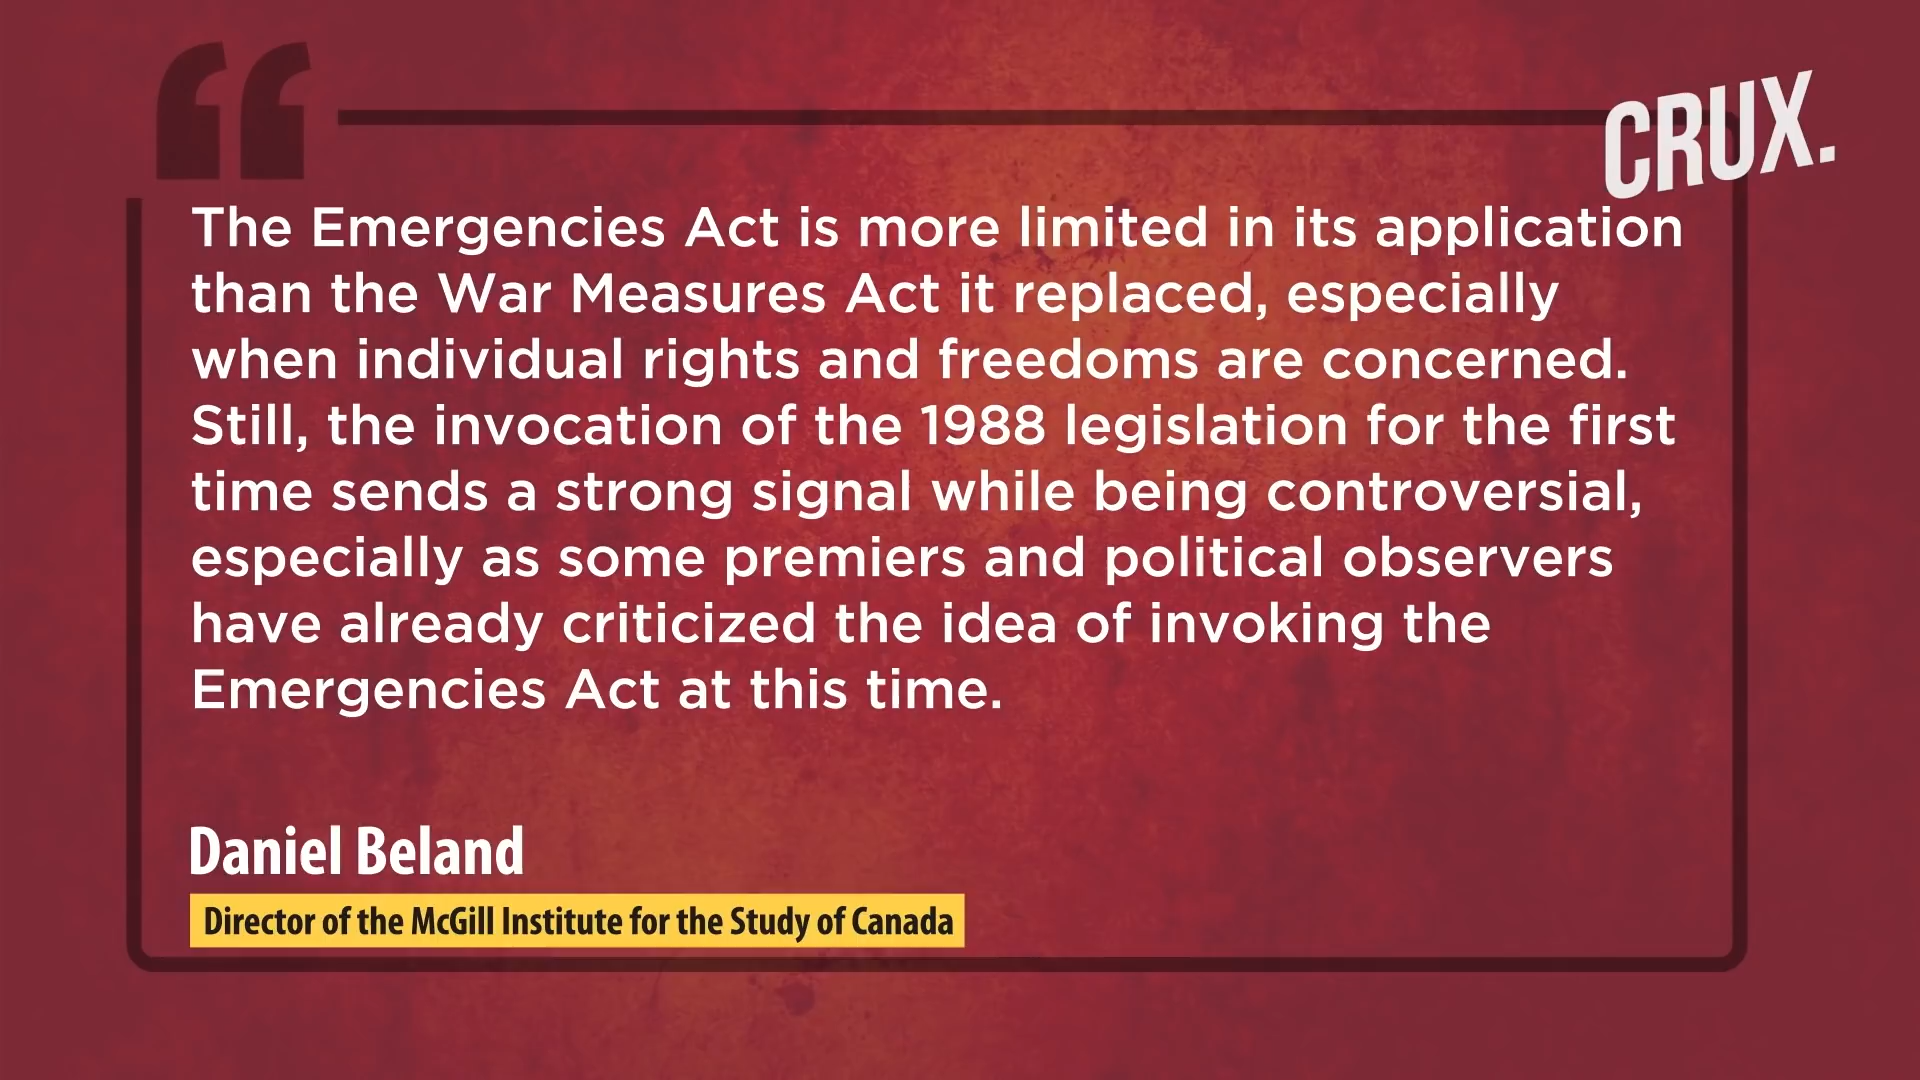 CRUX.
The Emergencies Act is more limited in its application
than the War Measures Act it replaced, especially
when individual rights and freedoms are concerned.
Still, the invocation of the 1988 legislation for the first
time sends a strong signal while being controversial,
especially as some premiers and political observers
have already criticized the idea of invoking the
Emergencies Act at this time.
Daniel Beland
Director of the McGill Institute for the Study of Canada